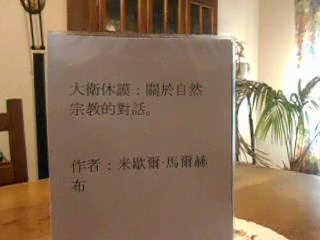 大衛休謨：關於自然
宗教的對話。
作者：米歇爾·馬爾赫
布